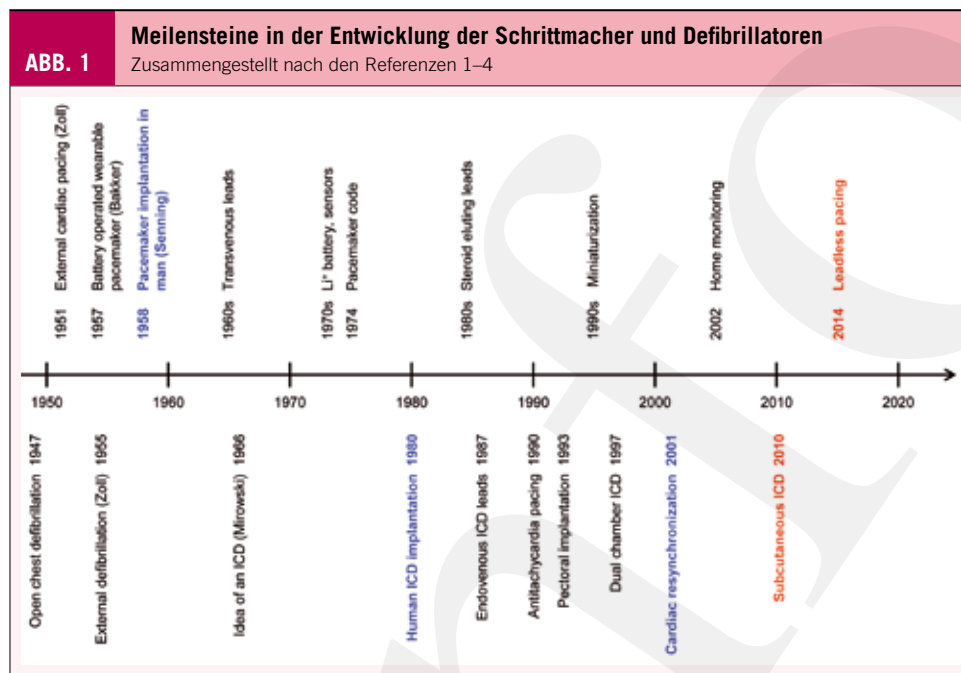 ABB. 1
Meilensteine in der Entwicklung der Schrittmacher und Defibrillatoren
Zusammengestellt nach den Referenzen 1–4
1951 External cardiac pacing (Zoll)
1957 Battery operated wearable
pacemaker (Bakker)
1958 Pacemaker implantation in
man (Senning)
1960s Transvenous leads
1970s Li⁺ battery, sensors
1974 Pacemaker code
1980s Steroid eluting leads
1990s Miniaturization
2002 Home monitoring
2014 Leadless pacing
1950 1960 1970 1980 1990 2000 2010 2020
Open chest defibrillation 1947
External defibrillation (Zoll) 1955
Idea of an ICD (Mirowski) 1966
Human ICD implantation 1980
Endovenous ICD leads 1987
Antitachycardia pacing 1990
Pectoral implantation 1993
Dual chamber ICD 1997
Cardiac resynchronization 2001
Subcutaneous ICD 2010